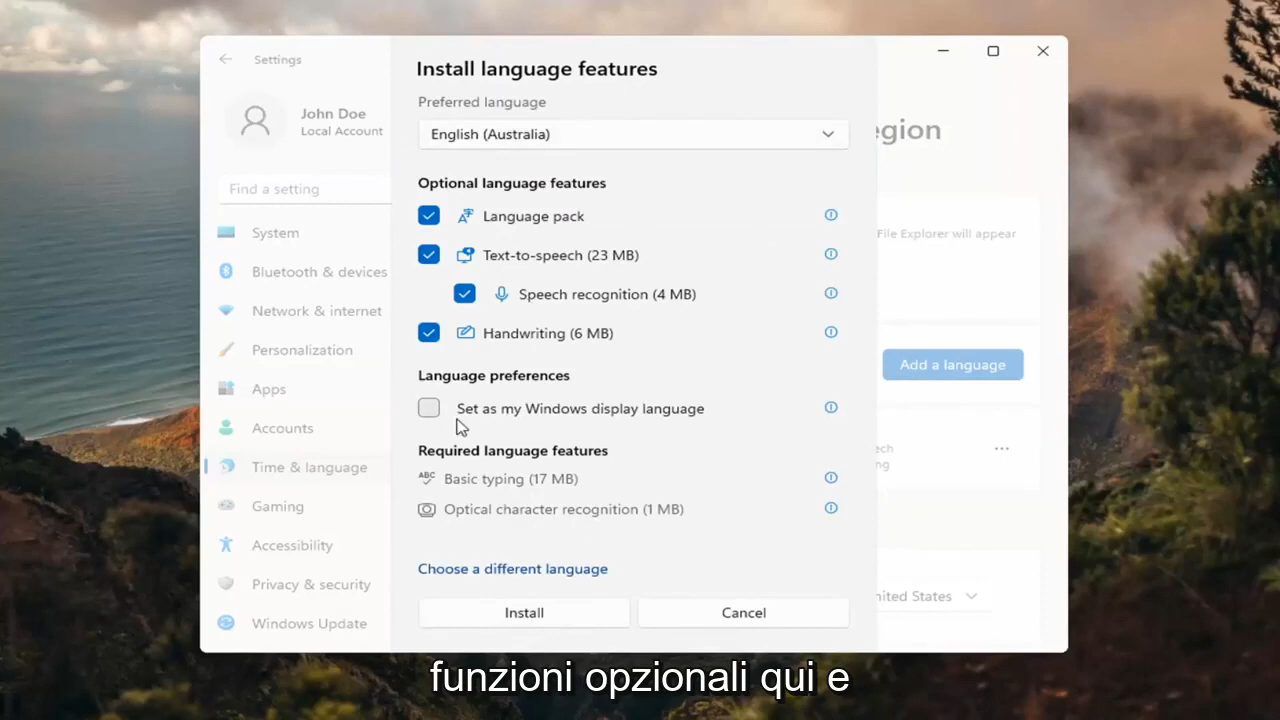 Settings
John Doe
Local Account
Find a setting
System
Bluetooth & devices
Network & internet
Personalization
Apps
Accounts
Time & language
Gaming
Accessibility
Privacy & security
Windows Update
Install language features
Preferred language
English (Australia)
Optional language features
Language pack
Text-to-speech (23 MB)
Speech recognition (4 MB)
Handwriting (6 MB)
Language preferences
Set as my Windows display language
Required language features
ABC
Basic typing (17 MB)
Optical character recognition (1 MB)
Choose a different language
Install
Cancel
egion
File Explorer will appear
Add a language
ech
ng
nited States
funzioni opzionali qui e